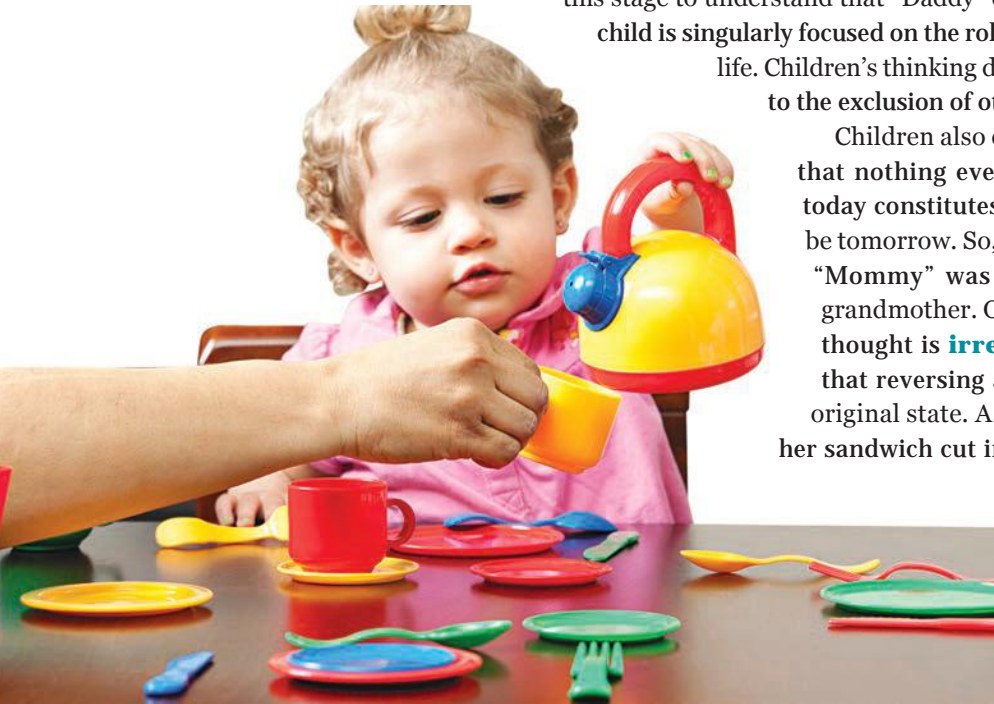 this stage to understand that "Daddy"
child is singularly focused on the rol
life. Children's thinking d
to the exclusion of o
Children also
that nothing eve
today constitutes
be tomorrow. So,
“Mommy” was
grandmother. O
thought is irre
that reversing
original state. A
her sandwich cut i